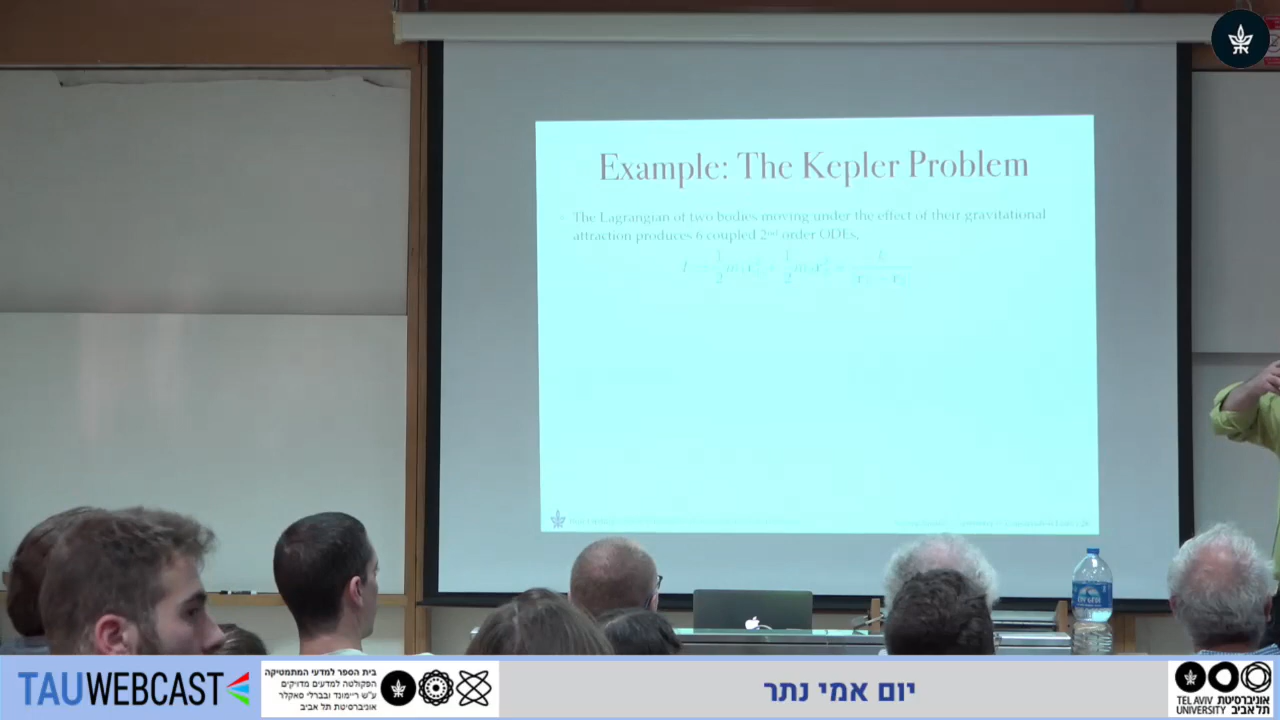 Example: The Kepler Problem
The Lagrangian of two bodies moving under the effect of their gravitational
attraction produces 6 coupled 2nd order ODEs,
TAUWEBCAST
בית הספר למדעי המתמטיקה
הפקולטה למדעים מדויקים
ע"ש ריימונד ובברלי סאקלר
אוניברסיטת תל אביב
יום אמי נתר
TEL AVIV UNIVERSITY
אוניברסיטת תל אביב